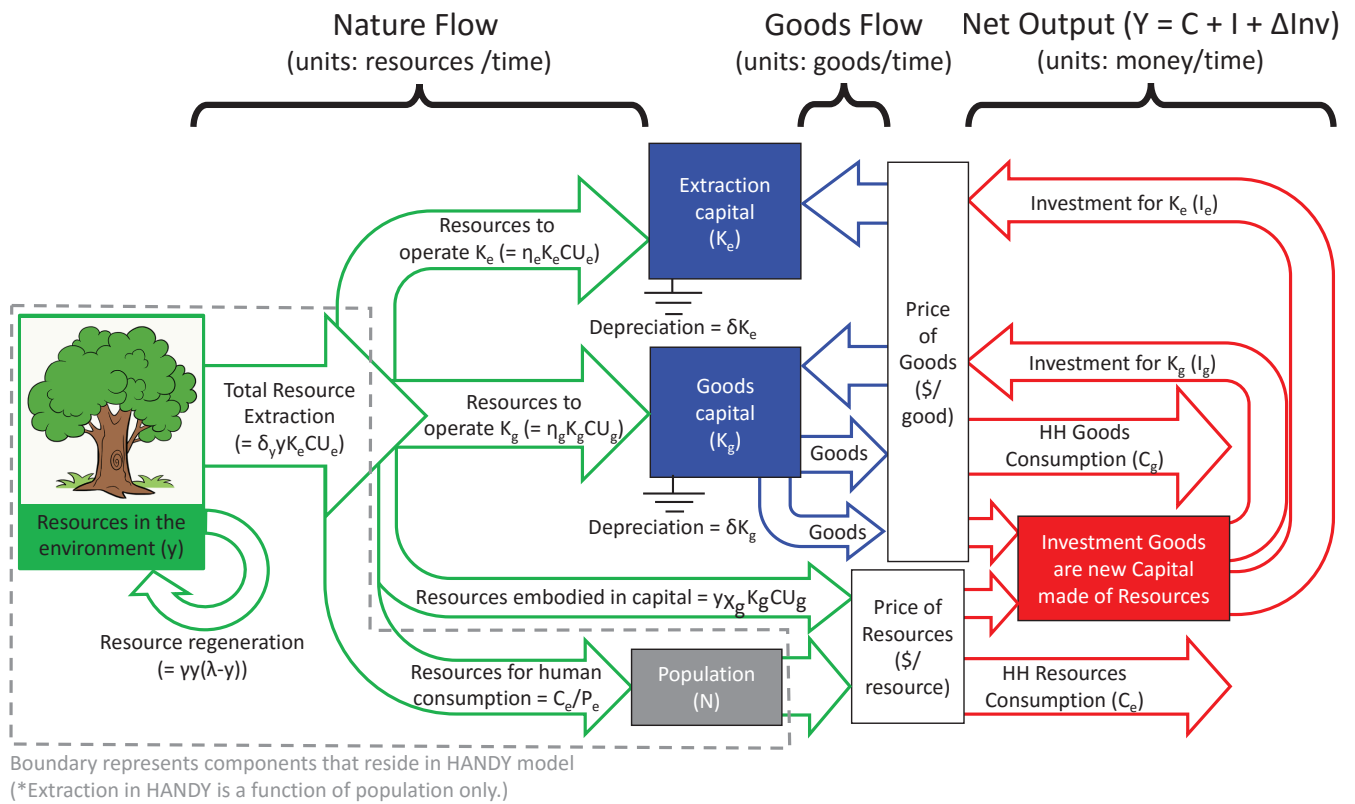 Nature Flow
(units: resources /time)
Goods Flow
(units: goods/time)
Net Output (Y = C + I + ΔInv)
(units: money/time)
Extraction
capital
(Kₑ)
Resources to
operate Kₑ (= ηₑKₑCUₑ)
Investment for Kₑ (Iₑ)
Depreciation = δKₑ
Price
of
Goods
($/
good)
Total Resource
Extraction
(= δᵧyKₑCUₑ)
Resources to
operate K_g (= η_gK_gCU_g)
Goods
capital
(K_g)
Goods
Investment for K_g (I_g)
HH Goods
Consumption (C_g)
Depreciation = δK_g
Goods
Resources in the
environment (y)
Investment Goods
are new Capital
made of Resources
Resources embodied in capital = yX_gK_gCU_g
Price of
Resources
($/
resource)
Resource regeneration
(= γy(λ-y))
Resources for human
consumption = Cₑ/Pₑ
Population
(N)
HH Resources
Consumption (Cₑ)
Boundary represents components that reside in HANDY model
(*Extraction in HANDY is a function of population only.)